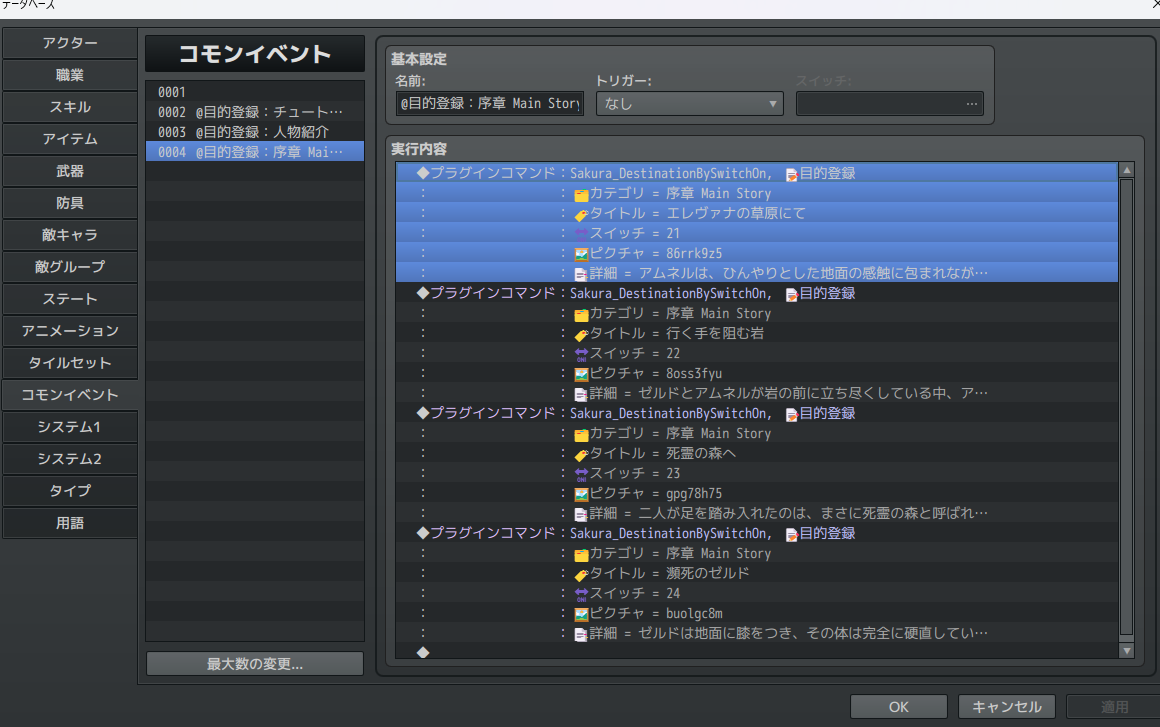 データベース
アクター
職業
スキル
アイテム
武器
防具
敵キャラ
敵グループ
ステート
アニメーション
タイルセット
コモンイベント
システム1
システム2
タイプ
用語
コモンイベント
0001
0002 @目的登録：チュート…
0003 @目的登録：人物紹介
0004 @目的登録：序章 Mai…
最大数の変更...
基本設定
名前:
トリガー:
スイッチ:
@目的登録：序章 Main Story
なし
...
実行内容
◆プラグインコマンド：Sakura_DestinationBySwitchOn, 目的登録
：　：カテゴリ = 序章 Main Story
：　：タイトル = エレヴァナの草原にて
：　：スイッチ = 21
：　：ピクチャ = 86rrk9z5
：　：詳細 = アムネルは、ひんやりとした地面の感触に包まれなが…
◆プラグインコマンド：Sakura_DestinationBySwitchOn, 目的登録
：　：カテゴリ = 序章 Main Story
：　：タイトル = 行く手を阻む岩
：　：スイッチ = 22
：　：ピクチャ = 8oss3fyu
：　：詳細 = ゼルドとアムネルが岩の前に立ち尽くしている中、ア…
◆プラグインコマンド：Sakura_DestinationBySwitchOn, 目的登録
：　：カテゴリ = 序章 Main Story
：　：タイトル = 死霊の森へ
：　：スイッチ = 23
：　：ピクチャ = gpg78h75
：　：詳細 = 二人が足を踏み入れたのは、まさに死霊の森と呼ばれ…
◆プラグインコマンド：Sakura_DestinationBySwitchOn, 目的登録
：　：カテゴリ = 序章 Main Story
：　：タイトル = 瀕死のゼルド
：　：スイッチ = 24
：　：ピクチャ = buolgc8m
：　：詳細 = ゼルドは地面に膝をつき、その体は完全に硬直してい…
◆
OK
キャンセル
適用